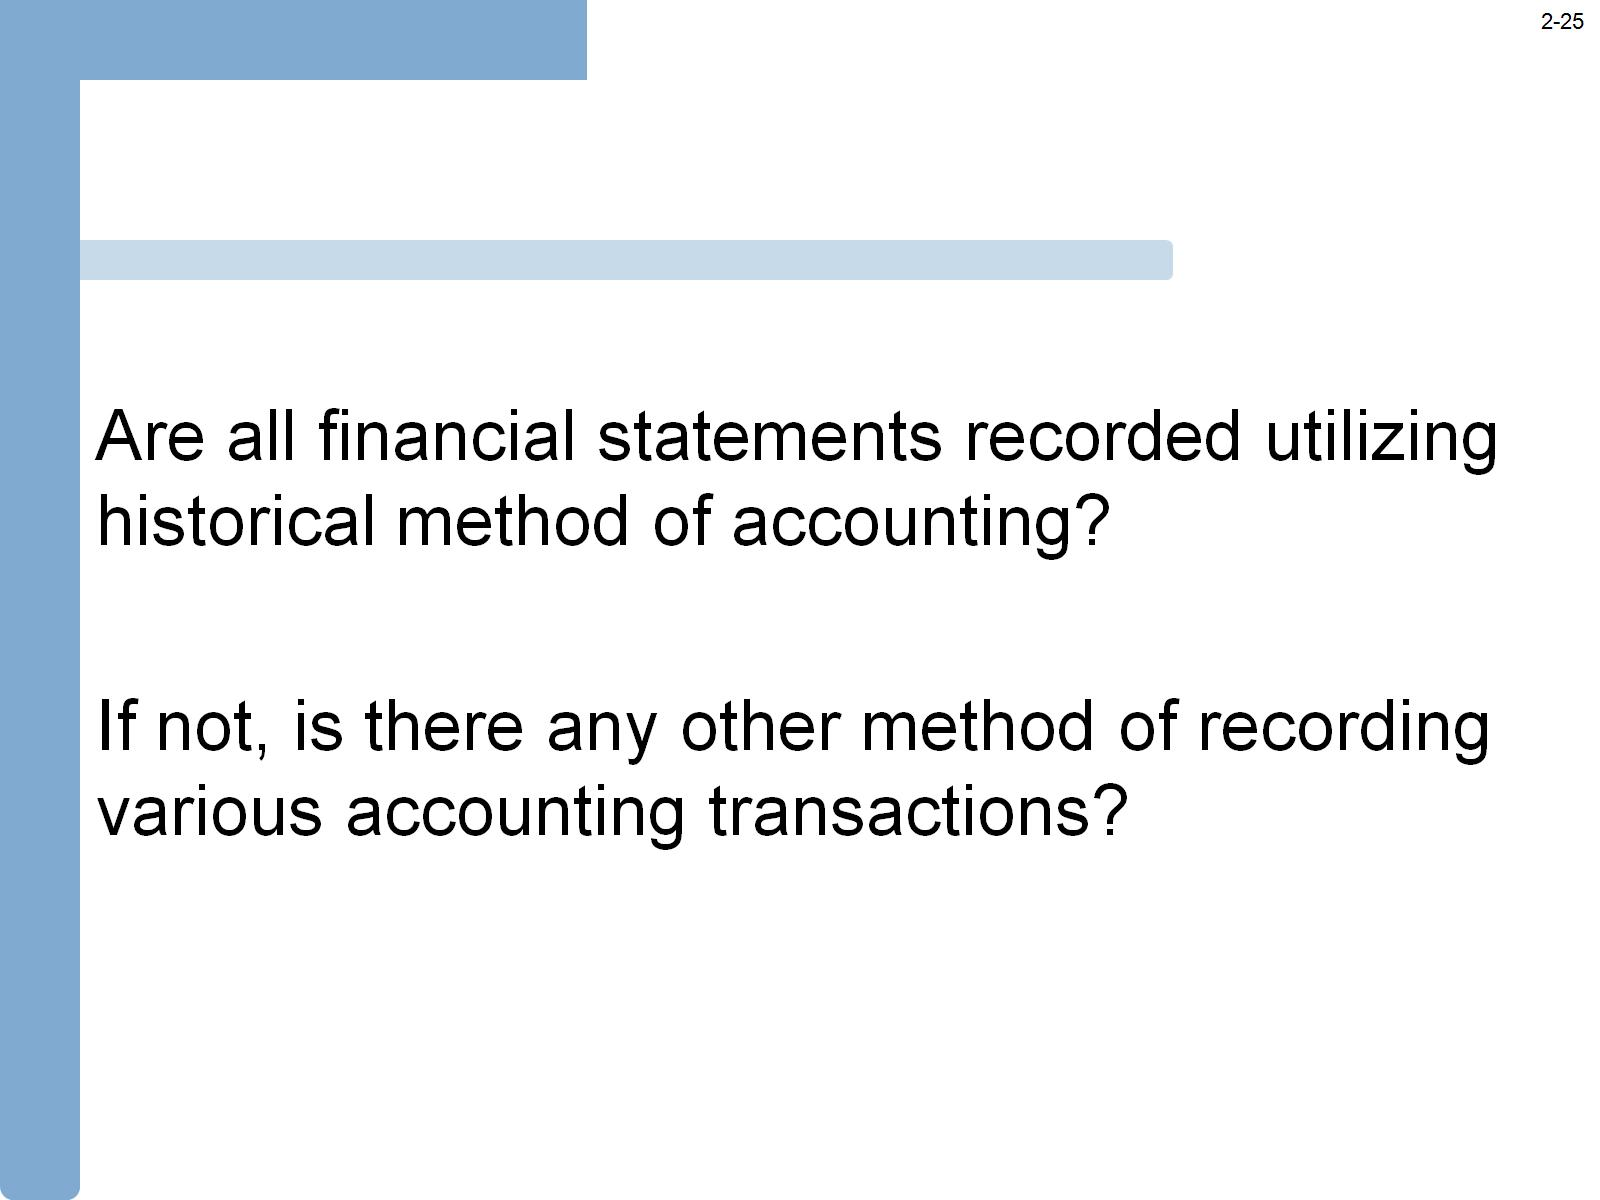 2-25
Are all financial statements recorded utilizing
historical method of accounting?
If not, is there any other method of recording
various accounting transactions?